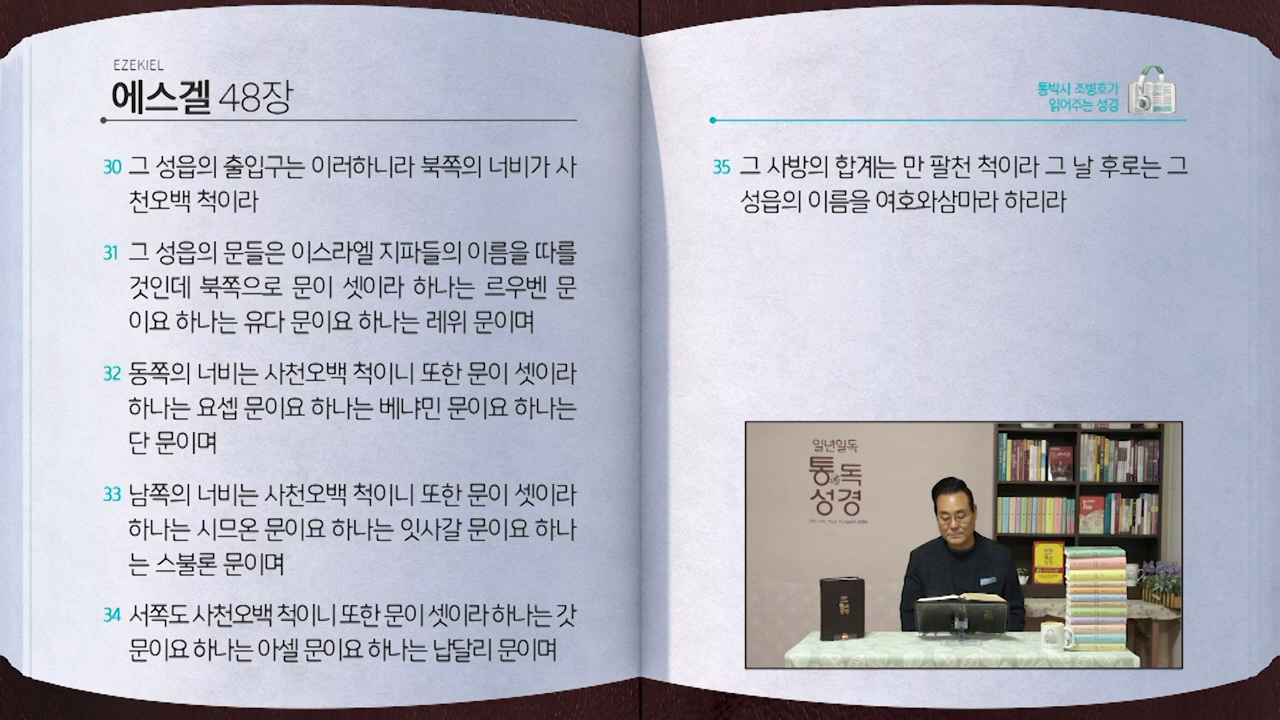 EZEKIEL
에스겔 48장
30 그 성읍의 출입구는 이러하니라 북쪽의 너비가 사
천오백 척이라
31 그 성읍의 문들은 이스라엘 지파들의 이름을 따를
것인데 북쪽으로 문이 셋이라 하나는 르우벤 문
이요 하나는 유다 문이요 하나는 레위 문이며
32 동쪽의 너비는 사천오백 척이니 또한 문이 셋이라
하나는 요셉 문이요 하나는 베냐민 문이요 하나는
단 문이며
33 남쪽의 너비는 사천오백 척이니 또한 문이 셋이라
하나는 시므온 문이요 하나는 잇사갈 문이요 하나
는 스불론 문이며
34 서쪽도 사천오백 척이니 또한 문이 셋이라 하나는 갓
문이요 하나는 아셀 문이요 하나는 납달리 문이며
통박사 조병호가
읽어주는 성경
35 그 사방의 합계는 만 팔천 척이라 그 날 후로는 그
성읍의 이름을 여호와삼마라 하리라
일년일독
통독
성경